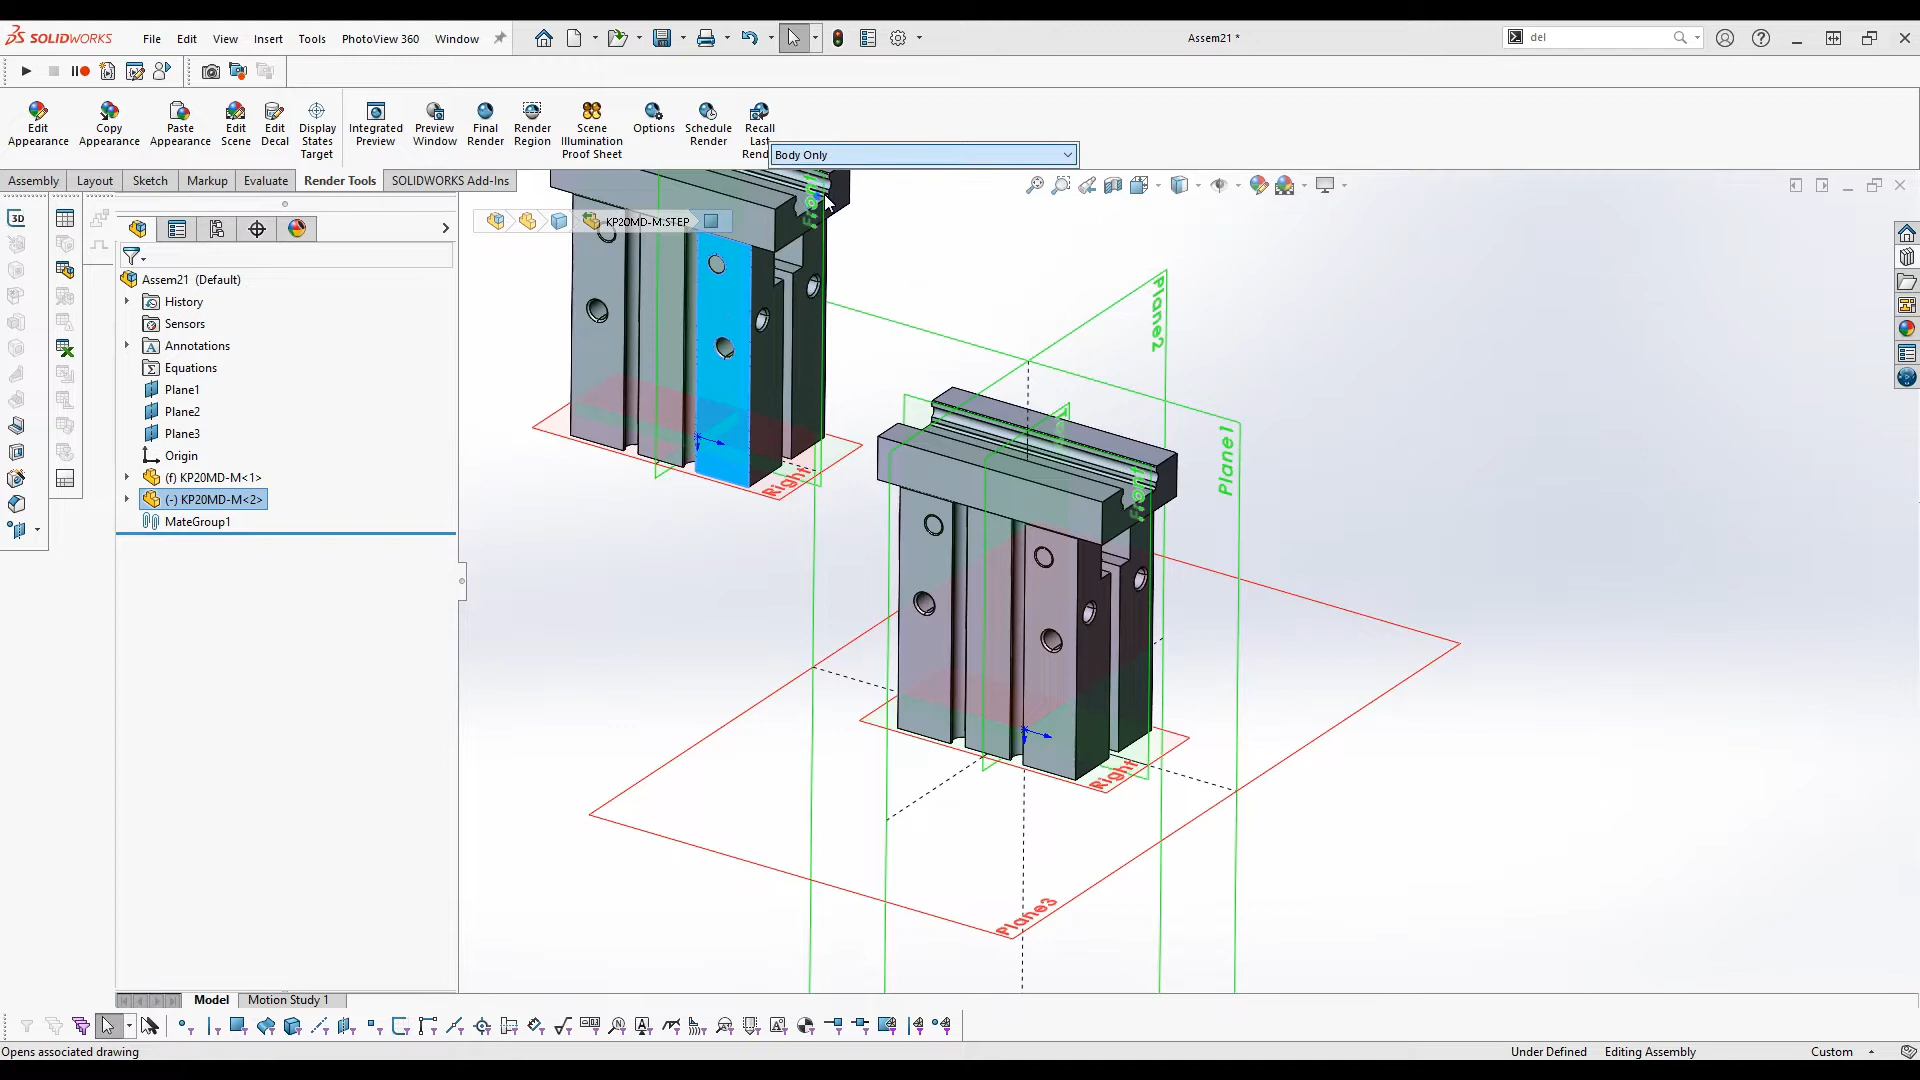 SOLIDWORKS
File
Edit
View
Insert
Tools
PhotoView 360
Window
Assem21 *
del
Edit Appearance
Copy Appearance
Paste Appearance
Edit Scene
Edit Decal
Display States Target
Integrated Preview
Preview Window
Final Render
Render Region
Scene Illumination Proof Sheet
Options
Schedule Render
Recall Last Rend
Body Only
Assembly
Layout
Sketch
Markup
Evaluate
Render Tools
SOLIDWORKS Add-Ins
KP20MD-M.STEP
3D
Assem21 (Default)
History
Sensors
Annotations
Equations
Plane1
Plane2
Plane3
Origin
(f) KP20MD-M<1>
(-) KP20MD-M<2>
MateGroup1
Front
Right
Plane2
Plane1
Front
Right
Plane3
Model
Motion Study 1
Opens associated drawing
Under Defined
Editing Assembly
Custom